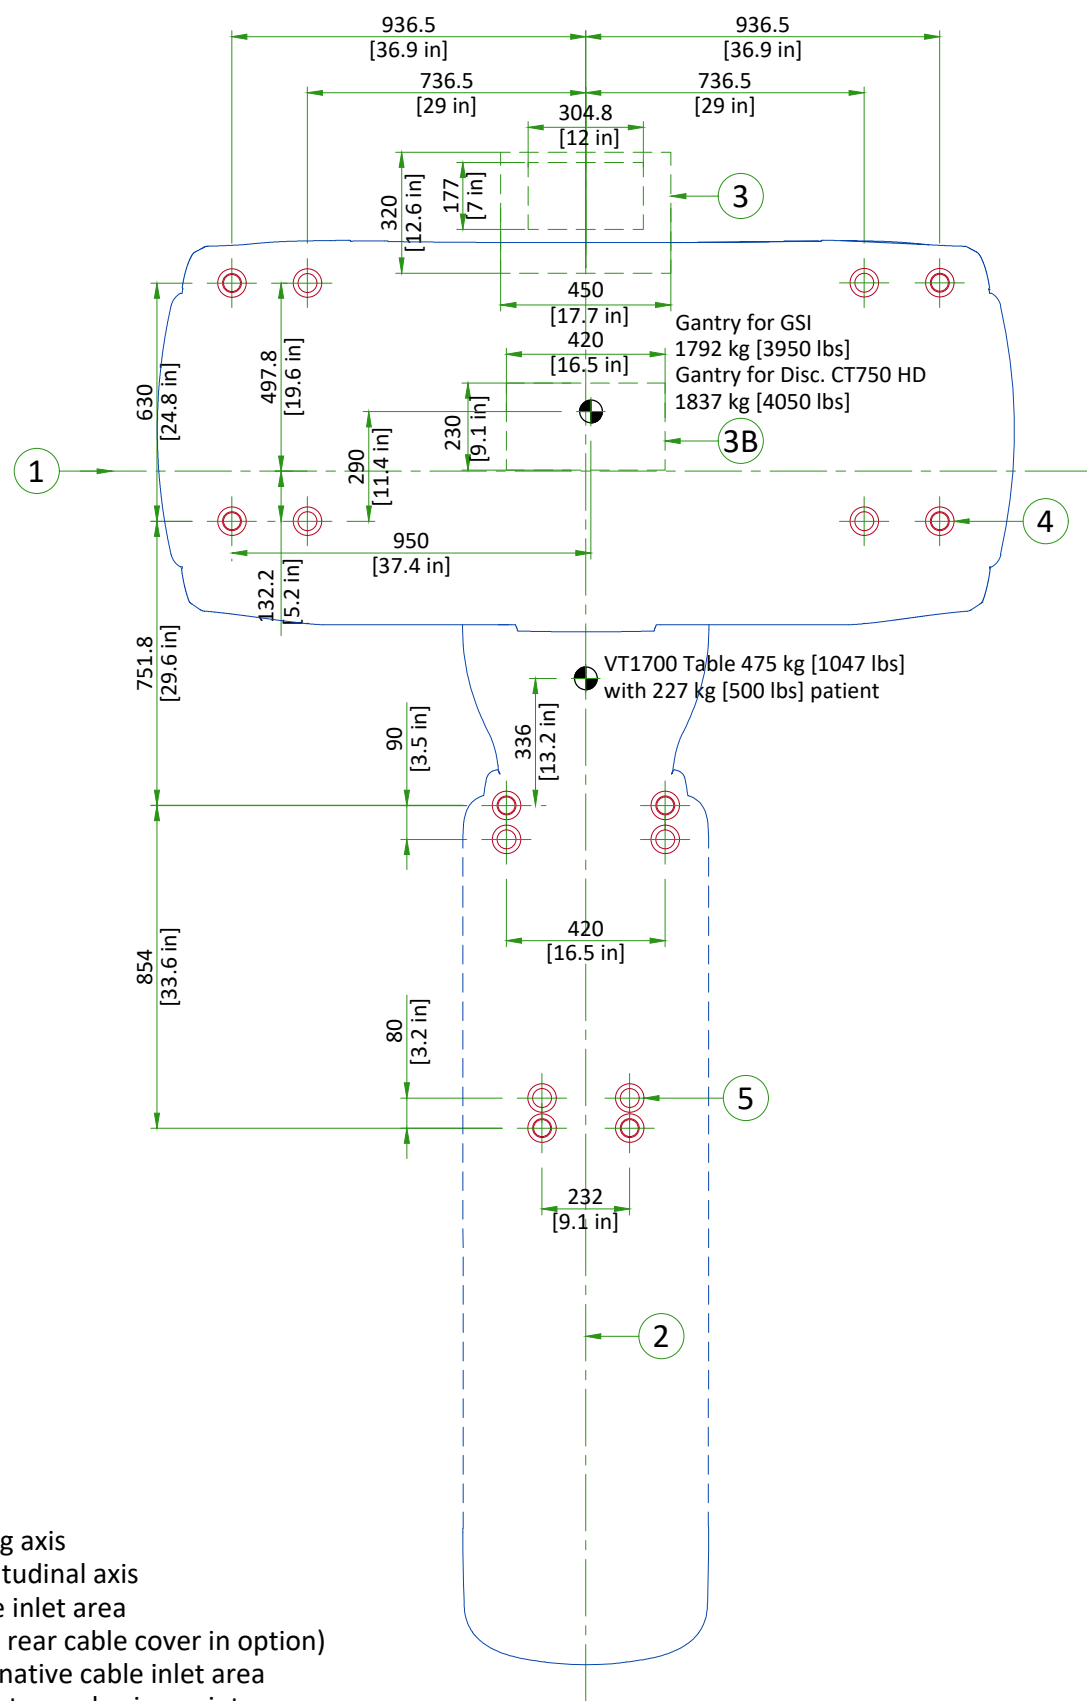 936.5
[36.9 in]
936.5
[36.9 in]
736.5
[29 in]
736.5
[29 in]
304.8
[12 in]
320
[12.6 in]
177
[7 in]
3
450
[17.7 in]
420
[16.5 in]
Gantry for GSI
1792 kg [3950 lbs]
Gantry for Disc. CT750 HD
1837 kg [4050 lbs]
630
[24.8 in]
497.8
[19.6 in]
290
[11.4 in]
230
[9.1 in]
3B
1
4
950
[37.4 in]
132.2
[5.2 in]
751.8
[29.6 in]
VT1700 Table 475 kg [1047 lbs]
with 227 kg [500 lbs] patient
336
[13.2 in]
90
[3.5 in]
420
[16.5 in]
854
[33.6 in]
80
[3.2 in]
5
232
[9.1 in]
2
g axis
tudinal axis
e inlet area
rear cable cover in option)
native cable inlet area